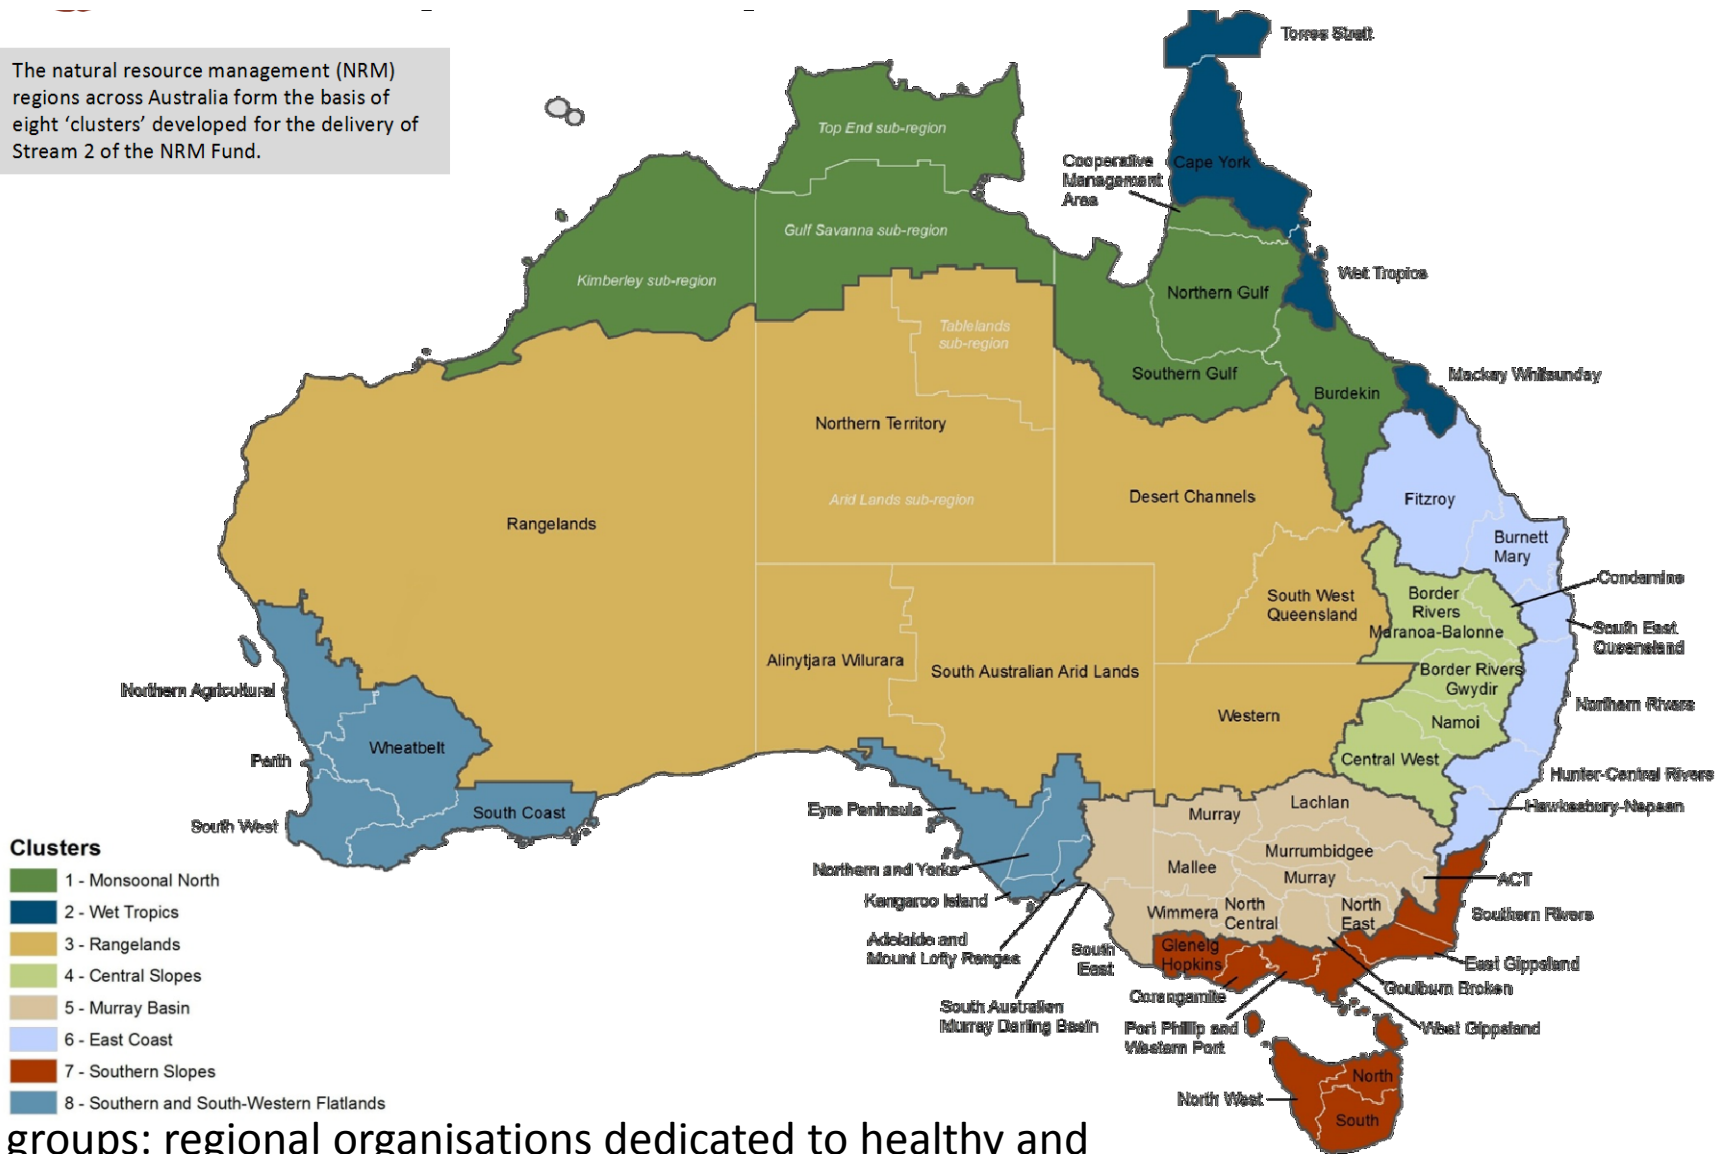 The natural resource management (NRM)
regions across Australia form the basis of
eight ‘clusters’ developed for the delivery of
Stream 2 of the NRM Fund.
Torres Strait
Top End sub-region
Cooperative
Management
Area
Cape York
Gulf Savanna sub-region
Kimberley sub-region
Wet Tropics
Northern Gulf
Tablelands
sub-region
Southern Gulf
Mackay Whitsunday
Burdekin
Northern Territory
Desert Channels
Arid Lands sub-region
Fitzroy
Rangelands
Burnett
Mary
Condamine
South West
Queensland
Border
Rivers
Maranoa-Balonne
South East
Queensland
Alinytjara Wilurara
South Australian Arid Lands
Border Rivers
Gwydir
Northern Agricultural
Northern Rivers
Western
Namoi
Wheatbelt
Perth
Central West
Hunter-Central Rivers
South Coast
Eyre Peninsula
Murray
Lachlan
Hawkesbury-Nepean
South West
Murrumbidgee
Northern and Yorke
Mallee
Murray
ACT
Kangaroo Island
Wimmera
North
Central
North
East
Southern Rivers
Adelaide and
Mount Lofty Ranges
South
East
Glenelg
Hopkins
East Gippsland
Corangamite
Goulburn Broken
South Australian
Murray Darling Basin
Port Phillip and
Western Port
West Gippsland
North West
North
South
Clusters
1 - Monsoonal North
2 - Wet Tropics
3 - Rangelands
4 - Central Slopes
5 - Murray Basin
6 - East Coast
7 - Southern Slopes
8 - Southern and South-Western Flatlands
groups: regional organisations dedicated to healthy and